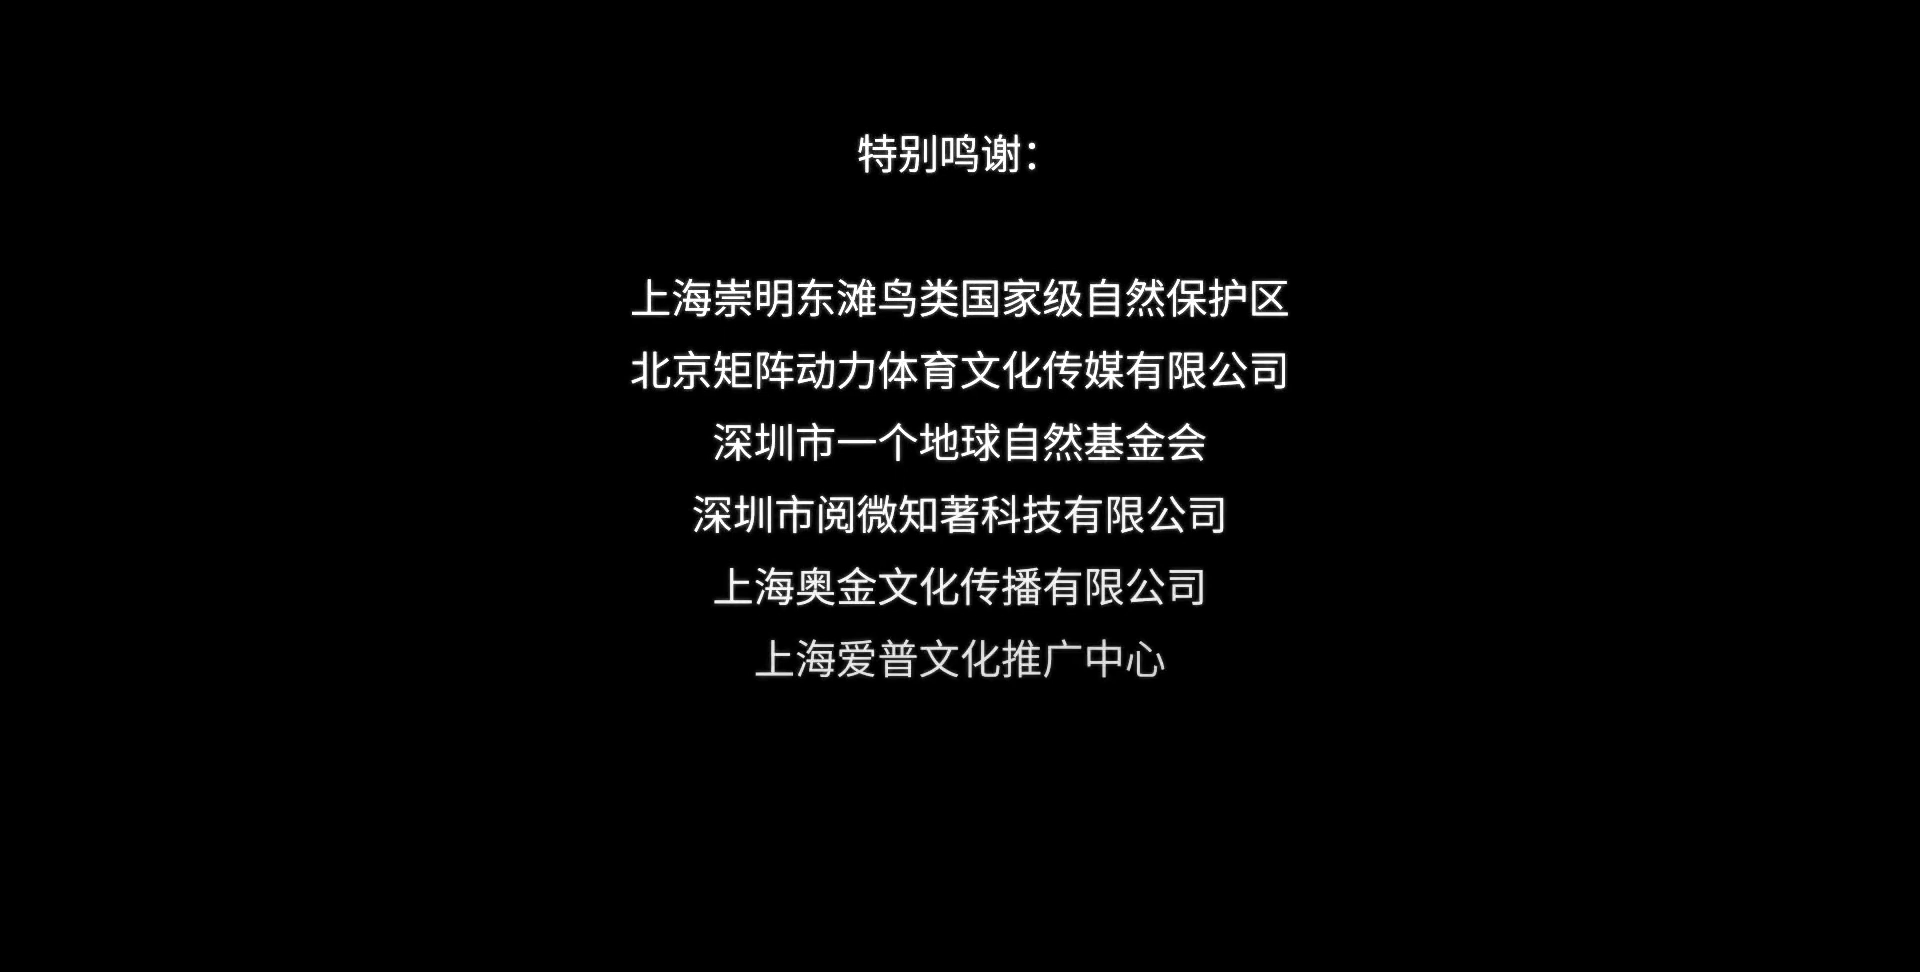 特别鸣谢：
上海崇明东滩鸟类国家级自然保护区
北京矩阵动力体育文化传媒有限公司
深圳市一个地球自然基金会
深圳市阅微知著科技有限公司
上海奥金文化传播有限公司
上海爱普文化推广中心